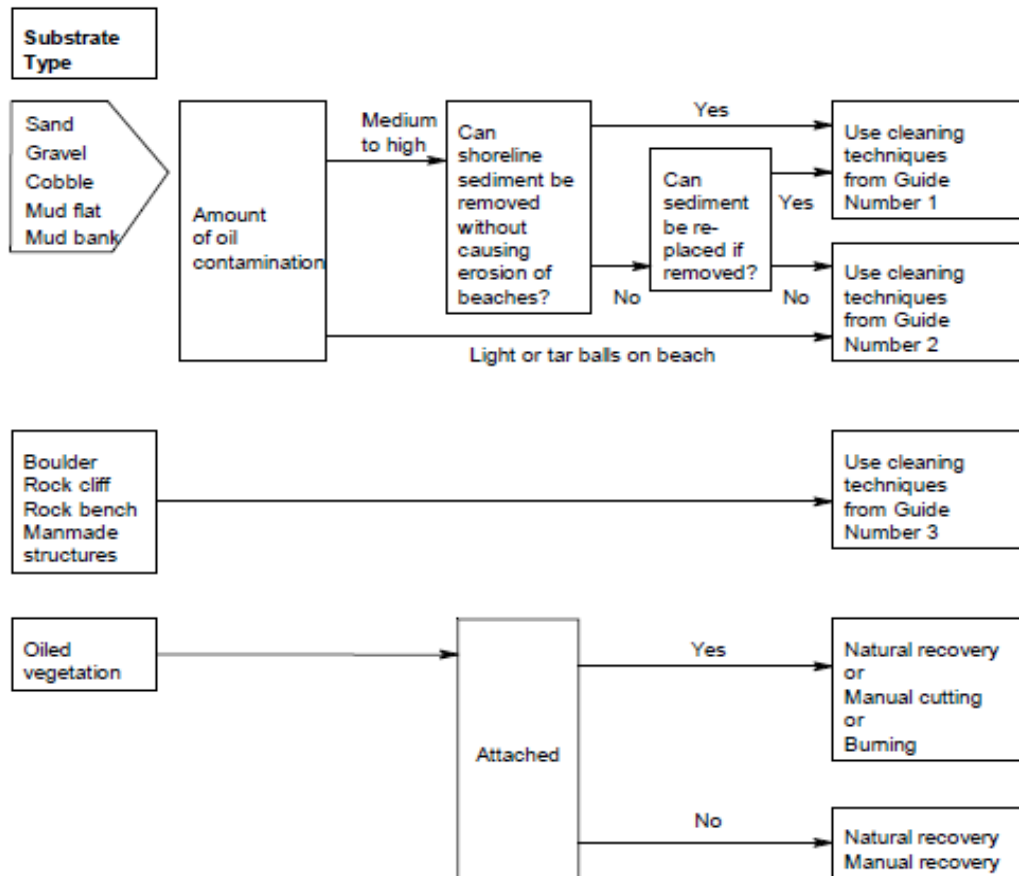 Substrate
Type
Sand
Gravel
Cobble
Mud flat
Mud bank
Amount
of oil
contamination
Medium
to high
Can
shoreline
sediment be
removed
without
causing
erosion of
beaches?
Yes
No
Can
sediment
be re-
placed if
removed?
Yes
No
Use cleaning
techniques
from Guide
Number 1
Use cleaning
techniques
from Guide
Number 2
Light or tar balls on beach
Boulder
Rock cliff
Rock bench
Manmade
structures
Use cleaning
techniques
from Guide
Number 3
Oiled
vegetation
Attached
Yes
Natural recovery
or
Manual cutting
or
Burning
No
Natural recovery
Manual recovery